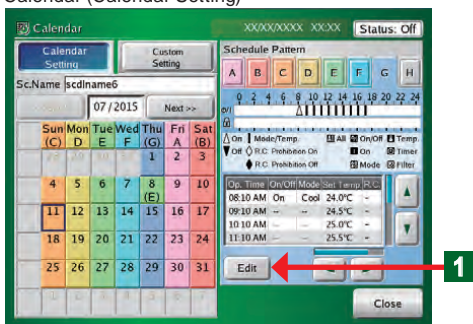 Calendar (Calendar Setting)
Calendar
XX/XX/XXXX XX:XX
Status: Off
Calendar Setting
Custom Setting
Sc.Name scdlname6
07 / 2015
Next >>
Sun (C) Mon D Tue E Wed F Thu (G) Fri A Sat (B)
1 2 3
4 5 6 7 8 (E) 9 10
11 12 13 14 15 16 17
18 19 20 21 22 23 24
25 26 27 28 29 30 31
Schedule Pattern
A B C D E F G H
0 2 4 6 8 10 12 14 16 18 20 22 24
On Mode/Temp. All On/Off Temp.
Off R.C. Prohibition On On Timer
R.C. Prohibition Off Mode Filter
Op. Time On/Off Mode Set Temp R.C.
08:10 AM On Cool 24.0°C -
09:10 AM -- -- 24.5°C -
10:10 AM -- -- 25.0°C -
11:10 AM -- -- 25.5°C -
Edit
1
Close